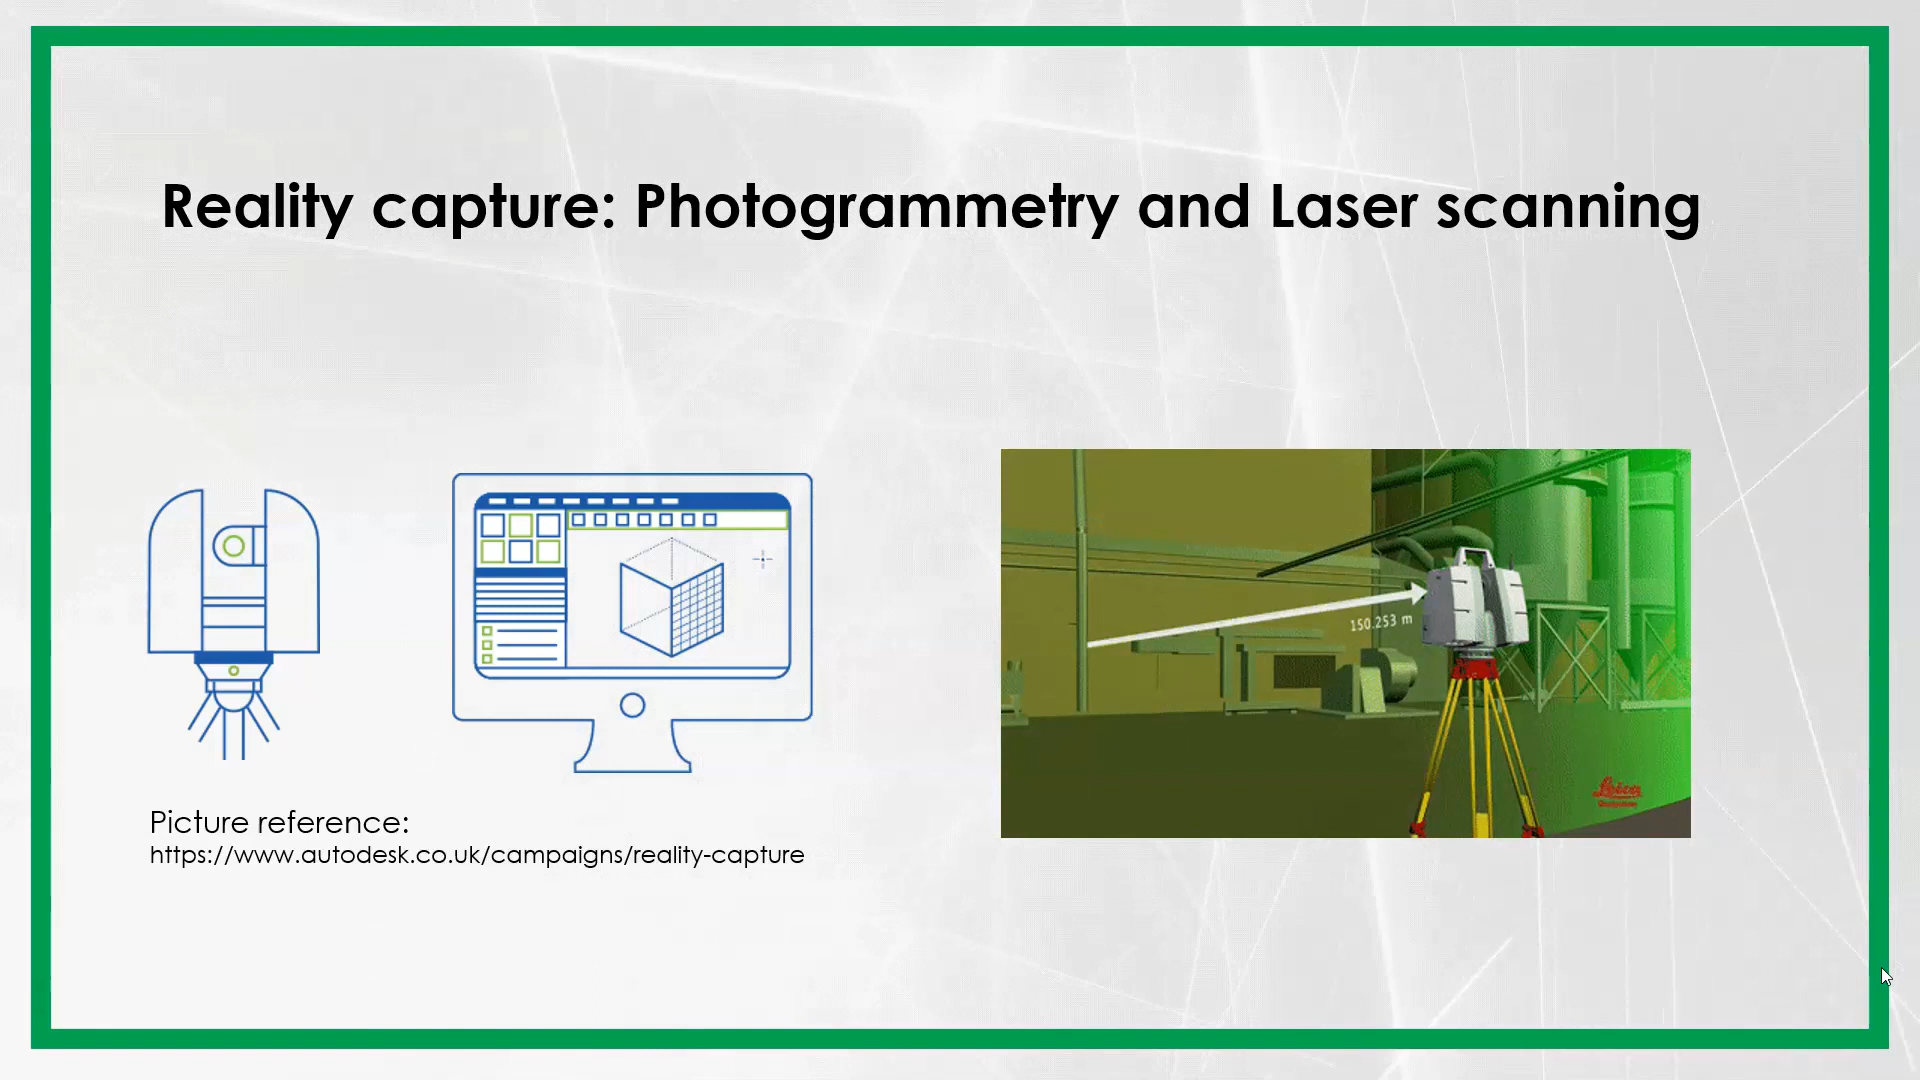 Reality capture: Photogrammetry and Laser scanning
150.253 m
Leica
Picture reference:
https://www.autodesk.co.uk/campaigns/reality-capture